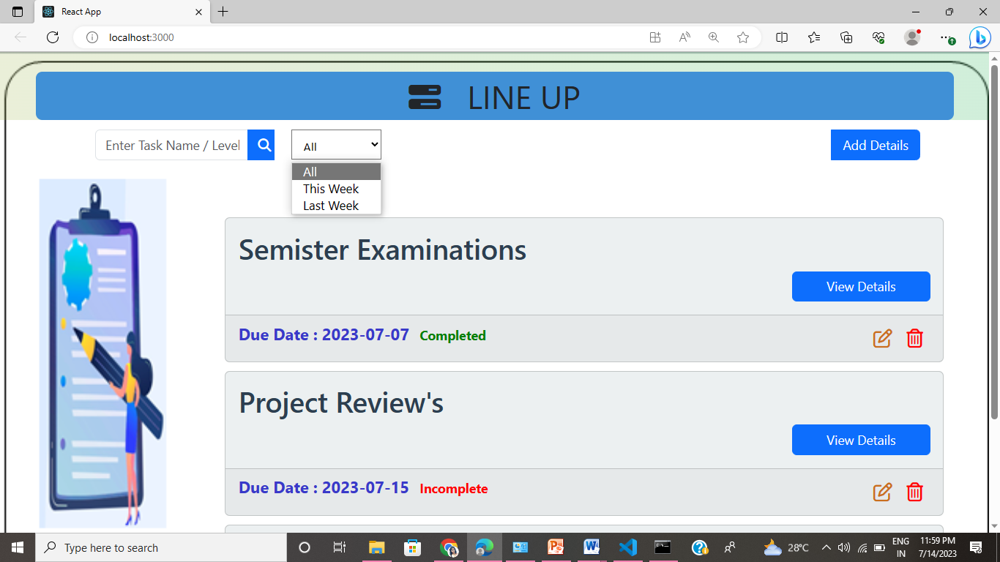 React App
localhost:3000
LINE UP
Enter Task Name / Level
All
Add Details
All
This Week
Last Week
Semister Examinations
View Details
Due Date : 2023-07-07 Completed
Project Review's
View Details
Due Date : 2023-07-15 Incomplete
Type here to search
28°C
ENG
IN
11:59 PM
7/14/2023